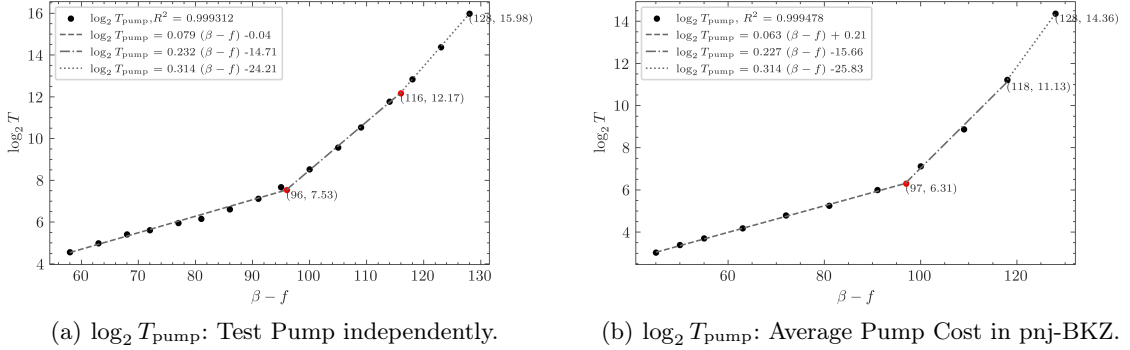 log₂ T_pump, R² = 0.999312
log₂ T_pump = 0.079 (β − f) -0.04
log₂ T_pump = 0.232 (β − f) -14.71
log₂ T_pump = 0.314 (β − f) -24.21
(128, 15.98)
(116, 12.17)
(96, 7.53)
16
14
12
10
8
6
4
log₂ T
60 70 80 90 100 110 120 130
β − f
(a) log₂ T_pump: Test Pump independently.
log₂ T_pump, R² = 0.999478
log₂ T_pump = 0.063 (β − f) + 0.21
log₂ T_pump = 0.227 (β − f) -15.66
log₂ T_pump = 0.314 (β − f) -25.83
(128, 14.36)
(118, 11.13)
(97, 6.31)
14
12
10
8
6
4
log₂ T
60 80 100 120
β − f
(b) log₂ T_pump: Average Pump Cost in pnj-BKZ.